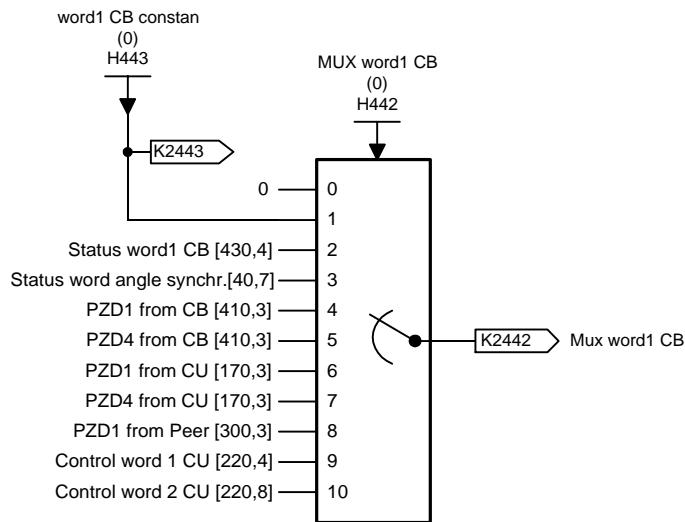 word1 CB constan
(0)
H443
MUX word1 CB
(0)
H442
K2443
0 0
1
Status word1 CB [430,4] 2
Status word angle synchr.[40,7] 3
PZD1 from CB [410,3] 4
PZD4 from CB [410,3] 5
K2442 Mux word1 CB
PZD1 from CU [170,3] 6
PZD4 from CU [170,3] 7
PZD1 from Peer [300,3] 8
Control word 1 CU [220,4] 9
Control word 2 CU [220,8] 10